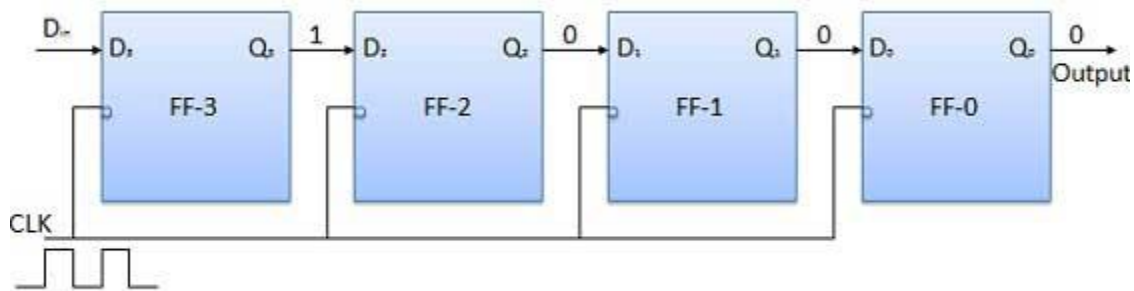 Dᵢₙ
D₃ Q₃ 1 D₂ Q₂ 0 D₁ Q₁ 0 D₀ Q₀ 0
Output
FF-3 FF-2 FF-1 FF-0
CLK